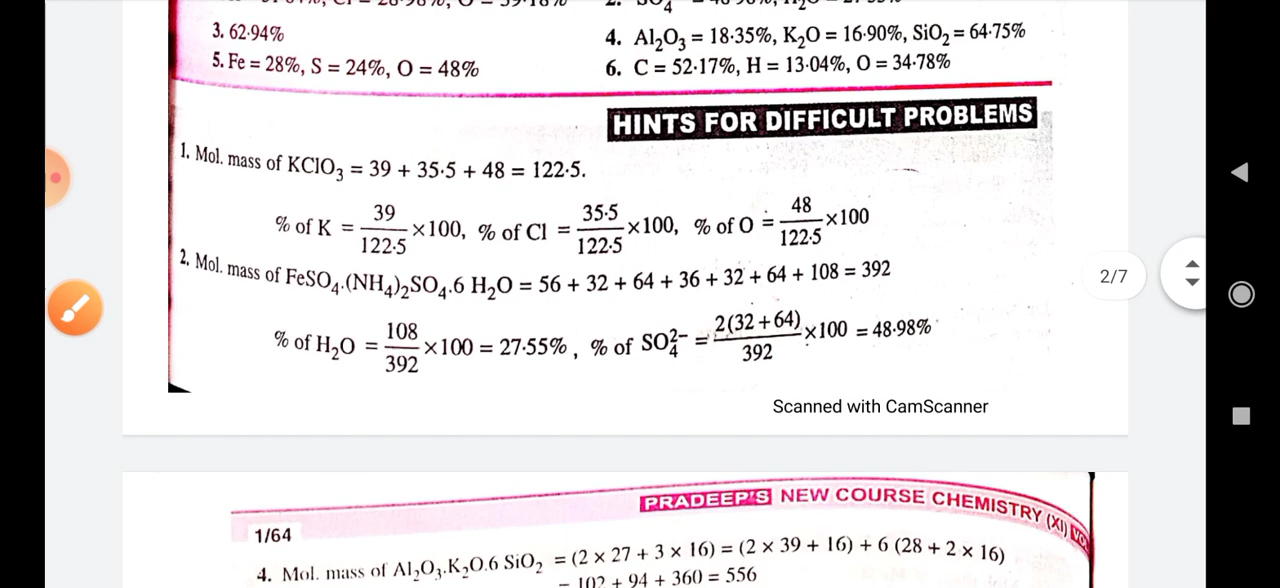 3. 62·94%
4. Al₂O₃ = 18·35%, K₂O = 16·90%, SiO₂ = 64·75%
5. Fe = 28%, S = 24%, O = 48%
6. C = 52·17%, H = 13·04%, O = 34·78%
HINTS FOR DIFFICULT PROBLEMS
1. Mol. mass of KClO₃ = 39 + 35·5 + 48 = 122·5.
% of K = 39/122·5 ×100, % of Cl = 35·5/122·5 ×100, % of O = 48/122·5 ×100
2. Mol. mass of FeSO₄.(NH₄)₂SO₄.6 H₂O = 56 + 32 + 64 + 36 + 32 + 64 + 108 = 392
% of H₂O = 108/392 ×100 = 27·55% , % of SO₄²⁻ = 2(32+64)/392 ×100 = 48·98%
2/7
Scanned with CamScanner
PRADEEP'S NEW COURSE CHEMISTRY (XI)
1/64
4. Mol. mass of Al₂O₃.K₂O.6 SiO₂ = (2 × 27 + 3 × 16) = (2 × 39 + 16) + 6 (28 + 2 × 16)
= 102 + 94 + 360 = 556